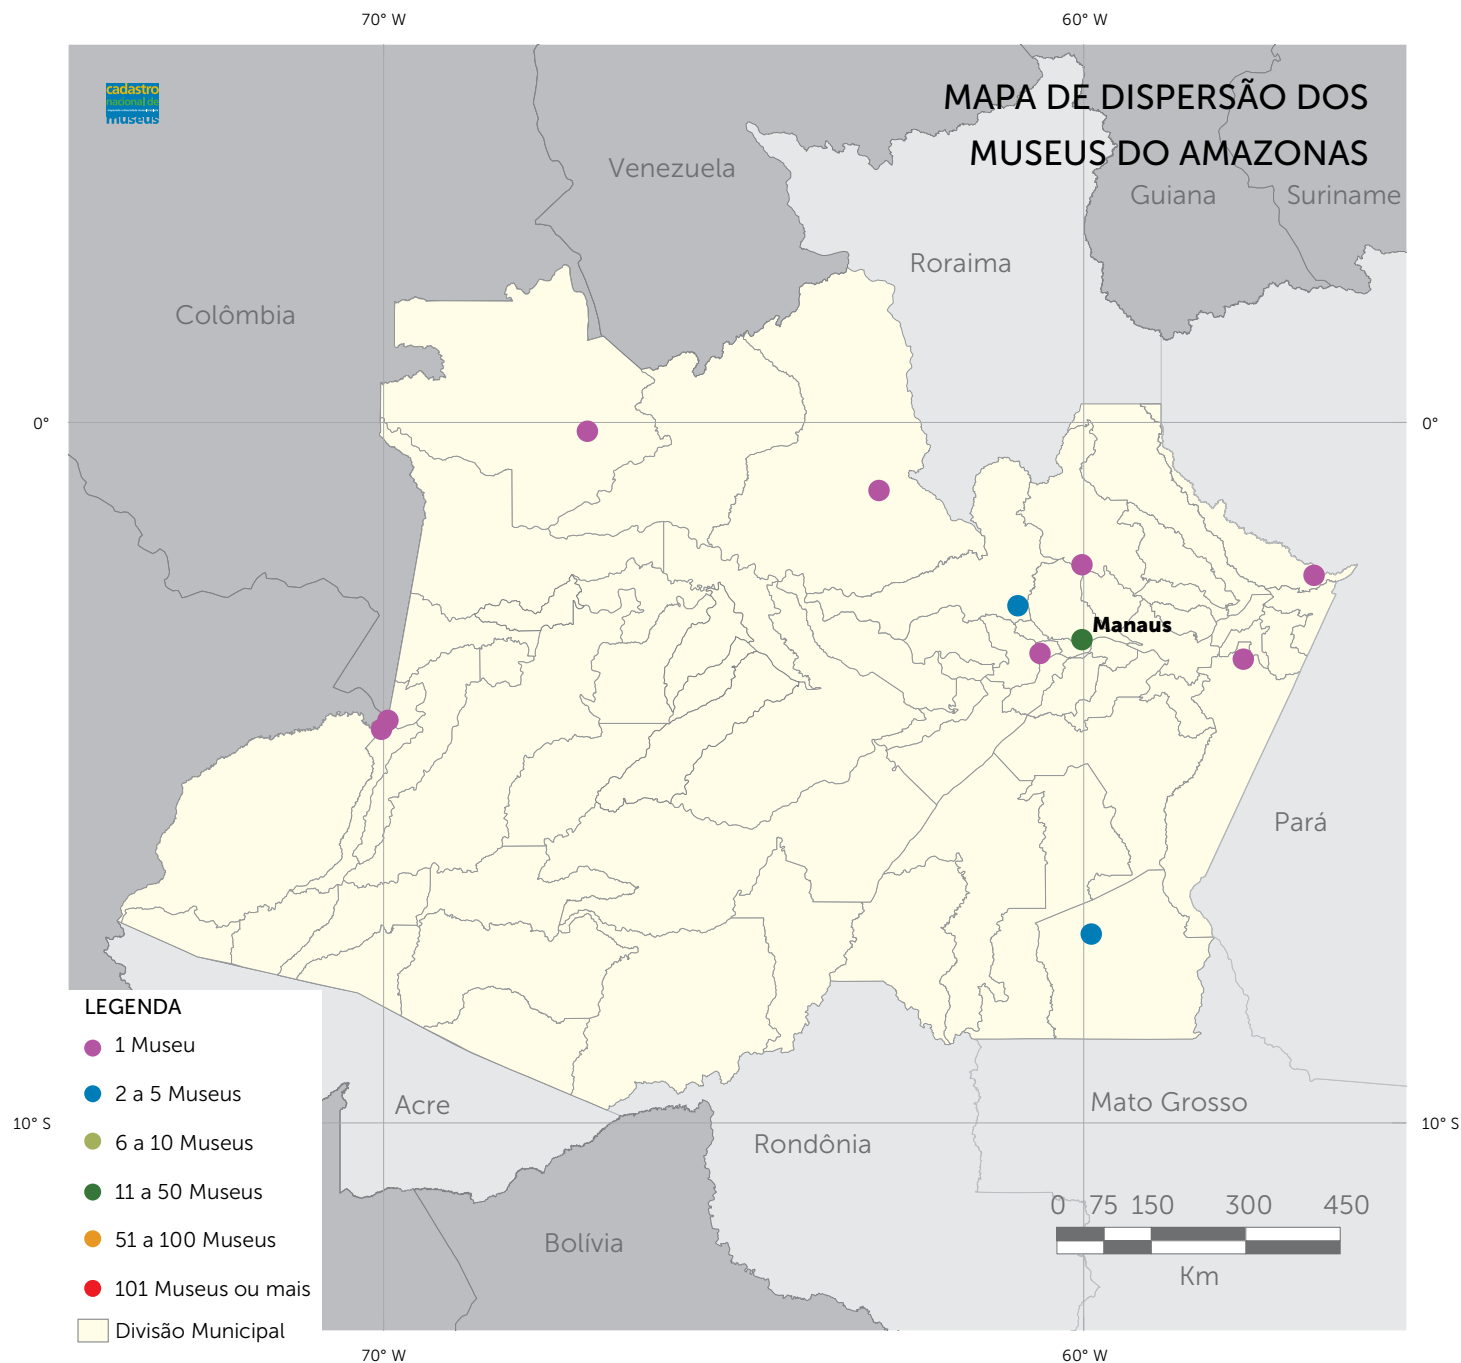 70° W
60° W
cadastro
nacional de
museus
MAPA DE DISPERSÃO DOS
MUSEUS DO AMAZONAS
Venezuela
Guiana
Suriname
Roraima
Colômbia
0°
0°
Manaus
Pará
LEGENDA
1 Museu
2 a 5 Museus
6 a 10 Museus
11 a 50 Museus
51 a 100 Museus
101 Museus ou mais
Divisão Municipal
Acre
Mato Grosso
10° S
10° S
Rondônia
Bolívia
0 75 150 300 450
Km
70° W
60° W